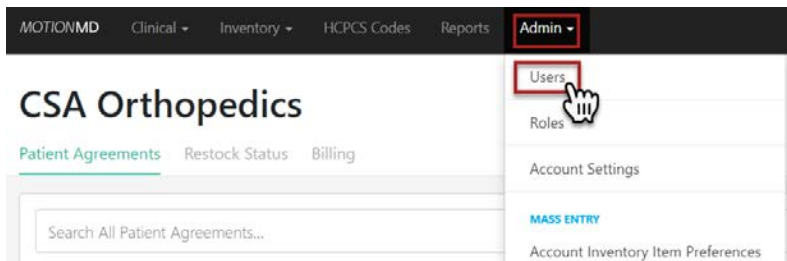 MOTIONMD Clinical Inventory HCPCS Codes Reports Admin
Users
CSA Orthopedics
Roles
Patient Agreements Restock Status Billing
Account Settings
MASS ENTRY
Search All Patient Agreements...
Account Inventory Item Preferences